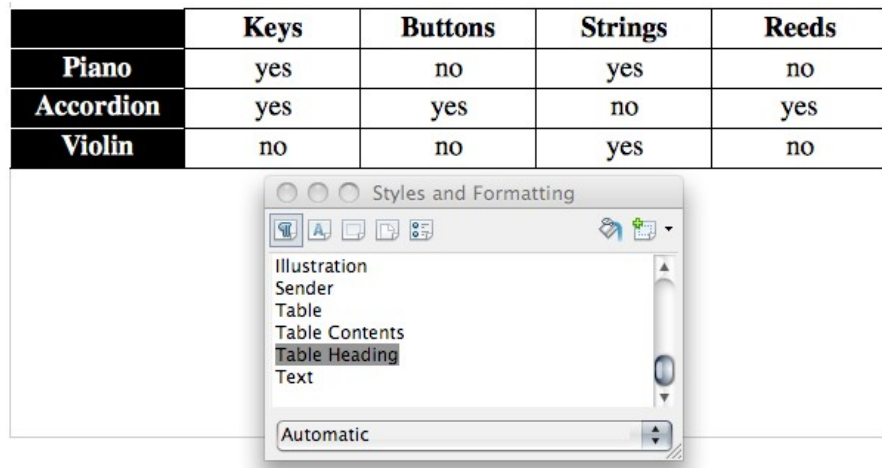 Keys Buttons Strings Reeds
Piano yes no yes no
Accordion yes yes no yes
Violin no no yes no
Styles and Formatting
Illustration
Sender
Table
Table Contents
Table Heading
Text
Automatic